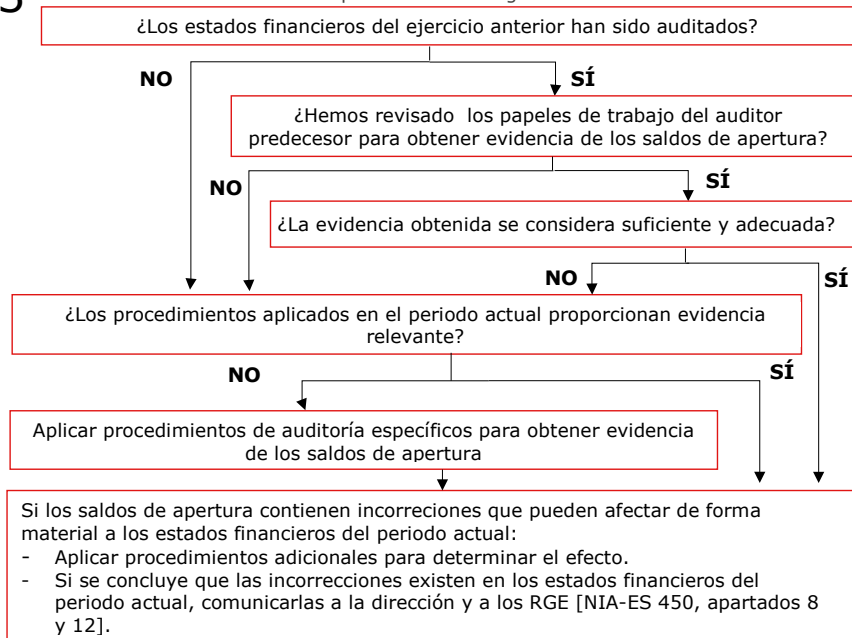 5
¿Los estados financieros del ejercicio anterior han sido auditados?
NO
SÍ
¿Hemos revisado los papeles de trabajo del auditor
predecesor para obtener evidencia de los saldos de apertura?
NO
SÍ
¿La evidencia obtenida se considera suficiente y adecuada?
NO
SÍ
¿Los procedimientos aplicados en el periodo actual proporcionan evidencia
relevante?
NO
SÍ
Aplicar procedimientos de auditoría específicos para obtener evidencia
de los saldos de apertura
Si los saldos de apertura contienen incorreciones que pueden afectar de forma
material a los estados financieros del periodo actual:
- Aplicar procedimientos adicionales para determinar el efecto.
- Si se concluye que las incorrecciones existen en los estados financieros del
periodo actual, comunicarlas a la dirección y a los RGE [NIA-ES 450, apartados 8
y 12].